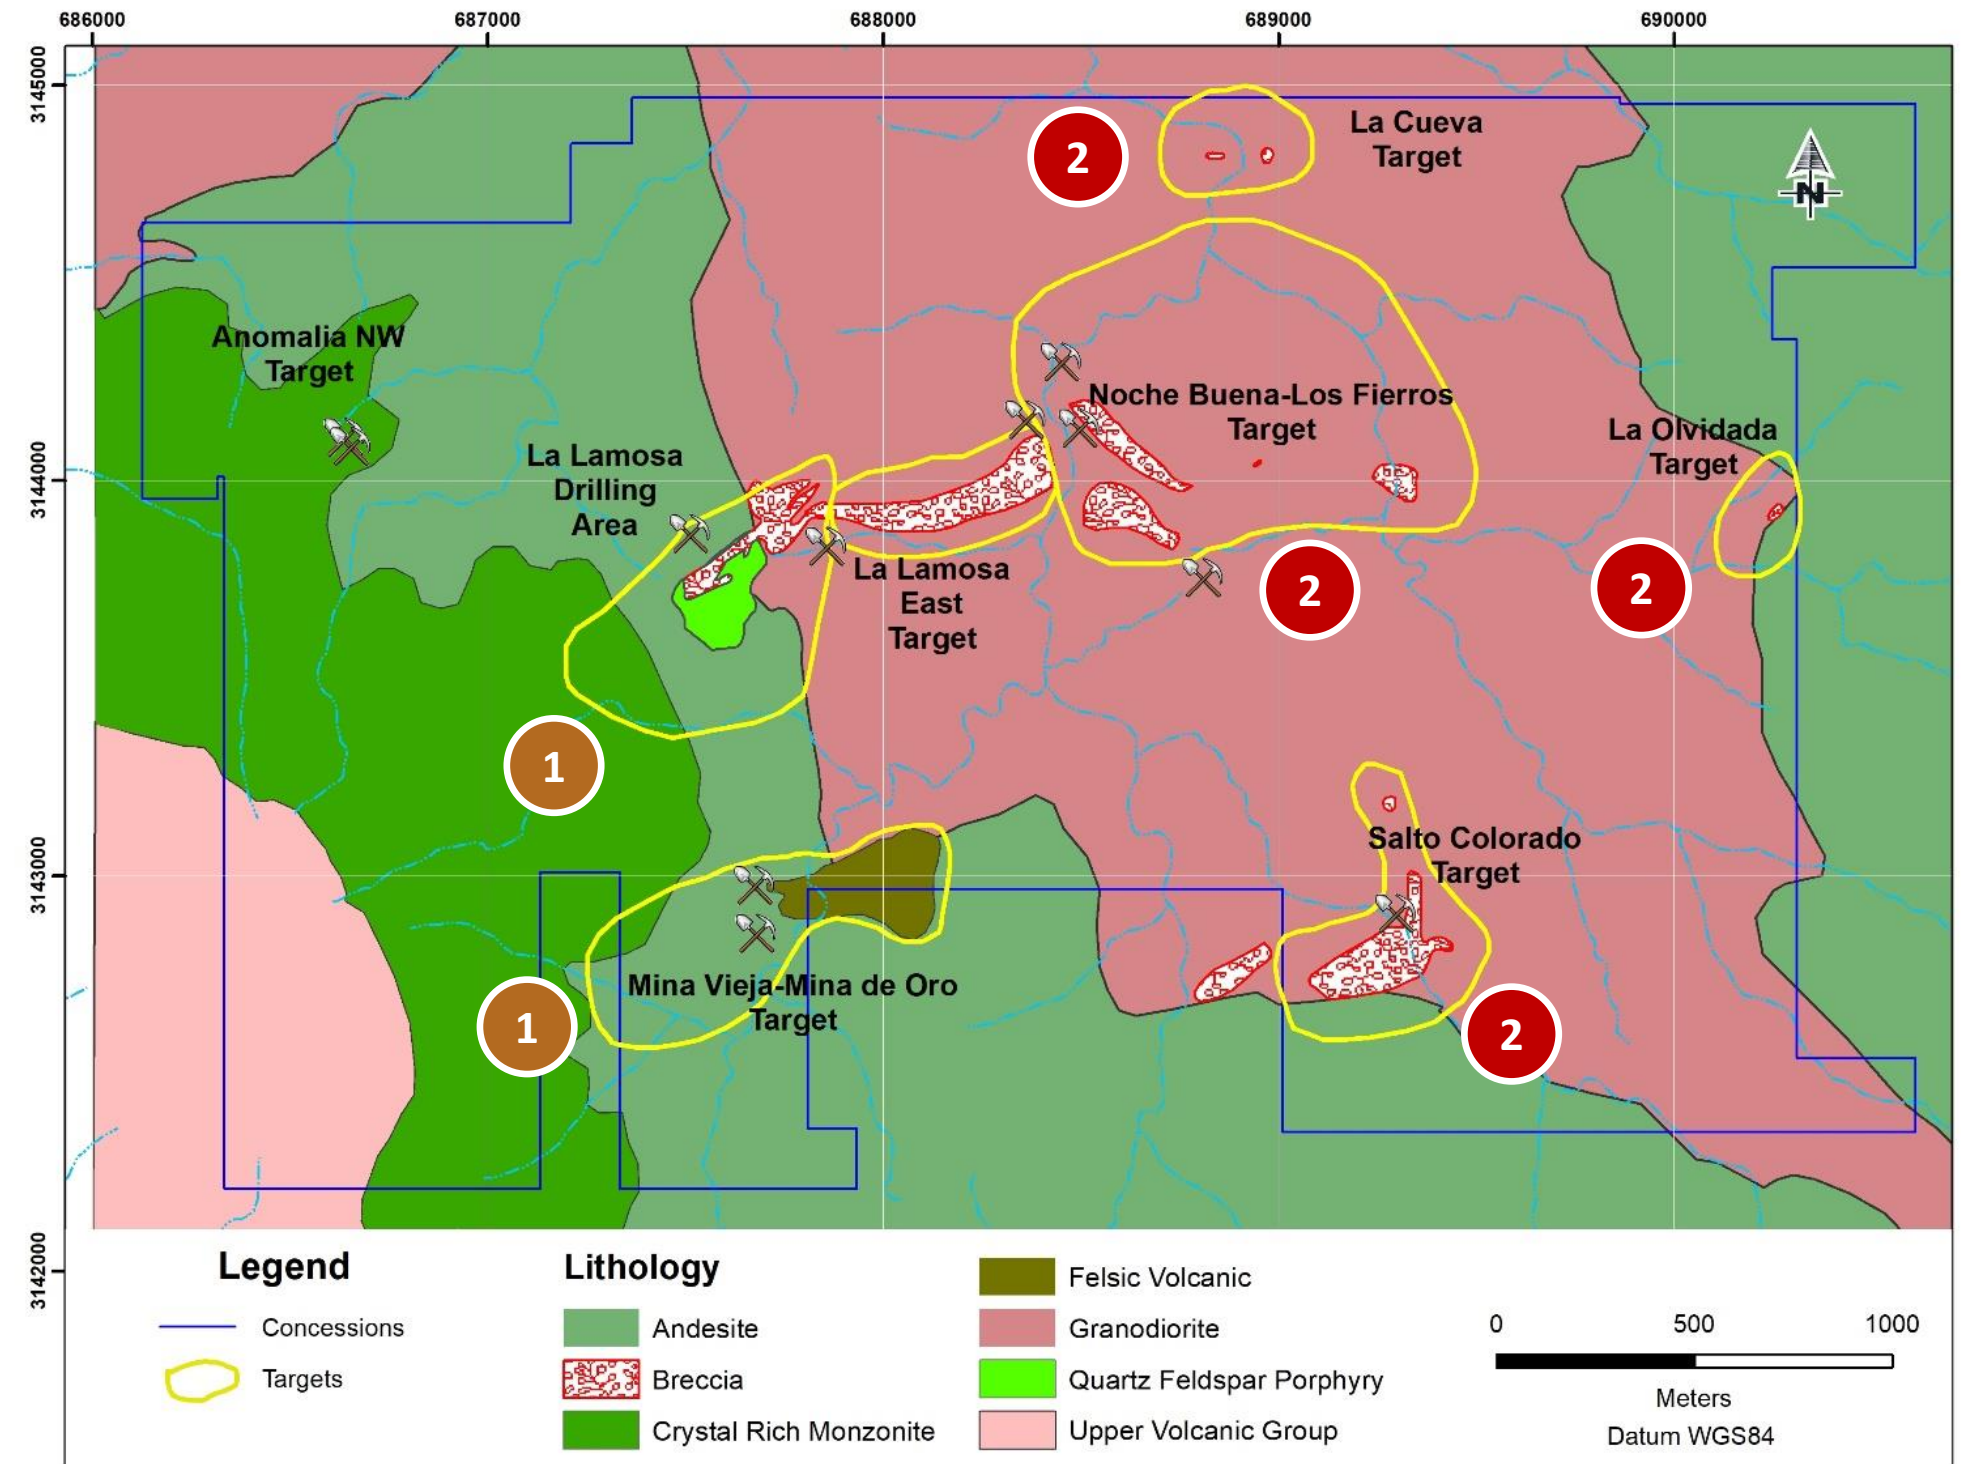 686000
687000
688000
689000
690000
3145000
3144000
3143000
3142000
2
La Cueva
Target
N
Anomalia NW
Target
Noche Buena-Los Fierros
Target
La Lamosa
Drilling
Area
La Olvidada
Target
La Lamosa
East
Target
2
2
1
Salto Colorado
Target
Mina Vieja-Mina de Oro
Target
1
2
Legend
Concessions
Targets
Lithology
Andesite
Breccia
Crystal Rich Monzonite
Felsic Volcanic
Granodiorite
Quartz Feldspar Porphyry
Upper Volcanic Group
0 500 1000
Meters
Datum WGS84